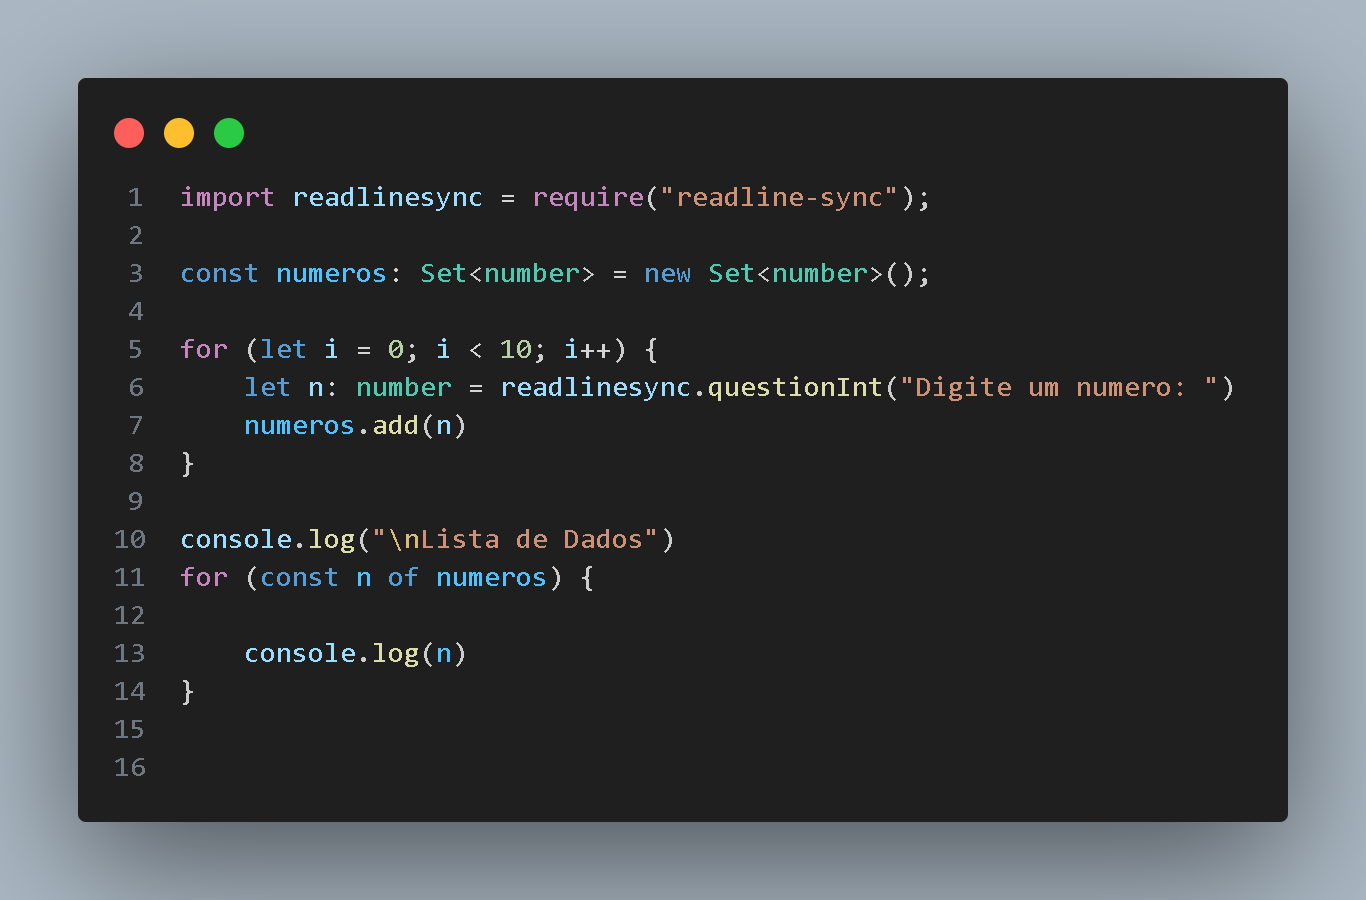 1 import readlinesync = require("readline-sync");
2
3 const numeros: Set<number> = new Set<number>();
4
5 for (let i = 0; i < 10; i++) {
6     let n: number = readlinesync.questionInt("Digite um numero: ")
7     numeros.add(n)
8 }
9
10 console.log("\nLista de Dados")
11 for (const n of numeros) {
12
13     console.log(n)
14 }
15
16